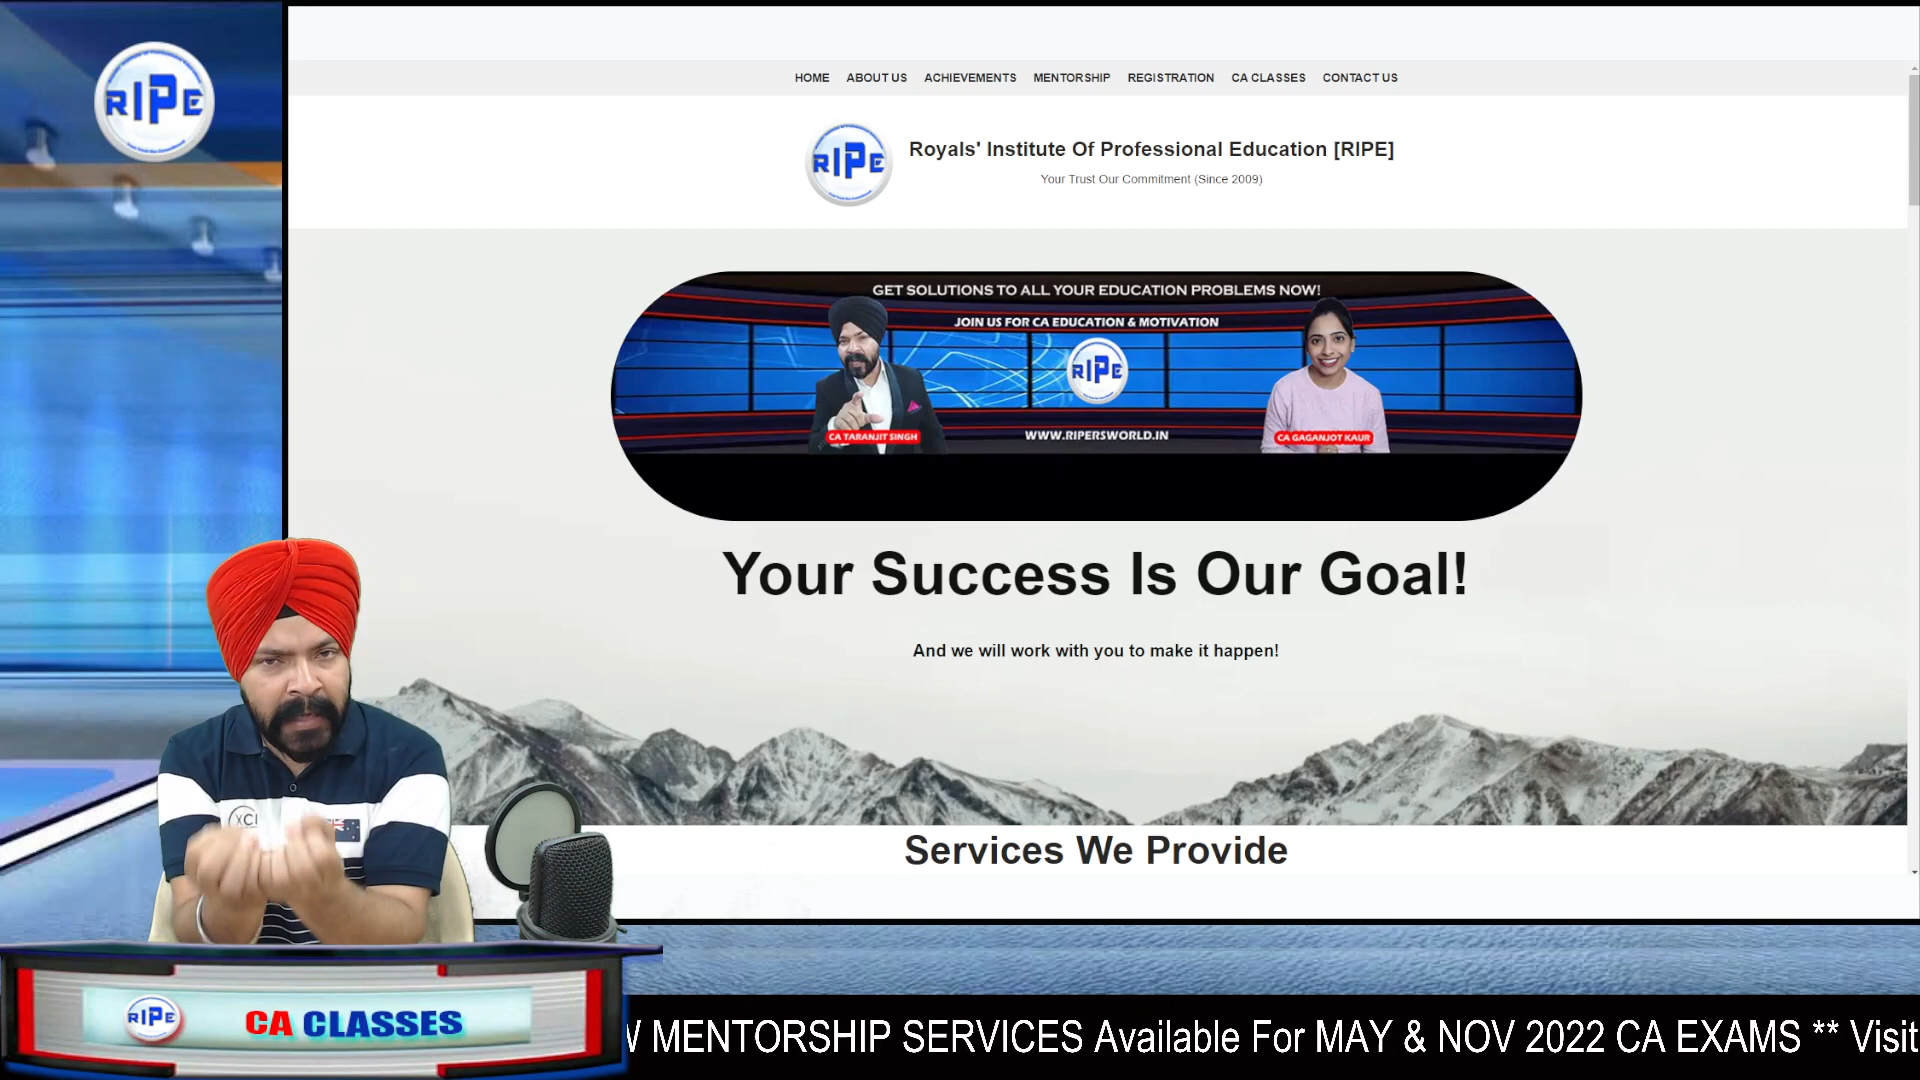 RIPE
HOME ABOUT US ACHIEVEMENTS MENTORSHIP REGISTRATION CA CLASSES CONTACT US
RIPE
Royals' Institute Of Professional Education [RIPE]
Your Trust Our Commitment (Since 2009)
GET SOLUTIONS TO ALL YOUR EDUCATION PROBLEMS NOW!
JOIN US FOR CA EDUCATION & MOTIVATION
RIPE
CA TARANJIT SINGH
WWW.RIPERSWORLD.IN
CA GAGANJOT KAUR
Your Success Is Our Goal!
And we will work with you to make it happen!
Services We Provide
XCI
RIPE
CA CLASSES
MENTORSHIP SERVICES Available For MAY & NOV 2022 CA EXAMS ** Visit